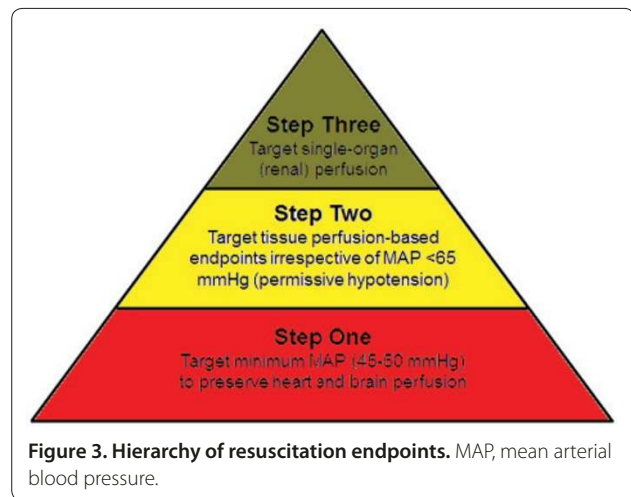 Step Three
Target single-organ
(renal) perfusion
Step Two
Target tissue perfusion-based
endpoints irrespective of MAP <65
mmHg (permissive hypotension)
Step One
Target minimum MAP (45-50 mmHg)
to preserve heart and brain perfusion
Figure 3. Hierarchy of resuscitation endpoints. MAP, mean arterial
blood pressure.